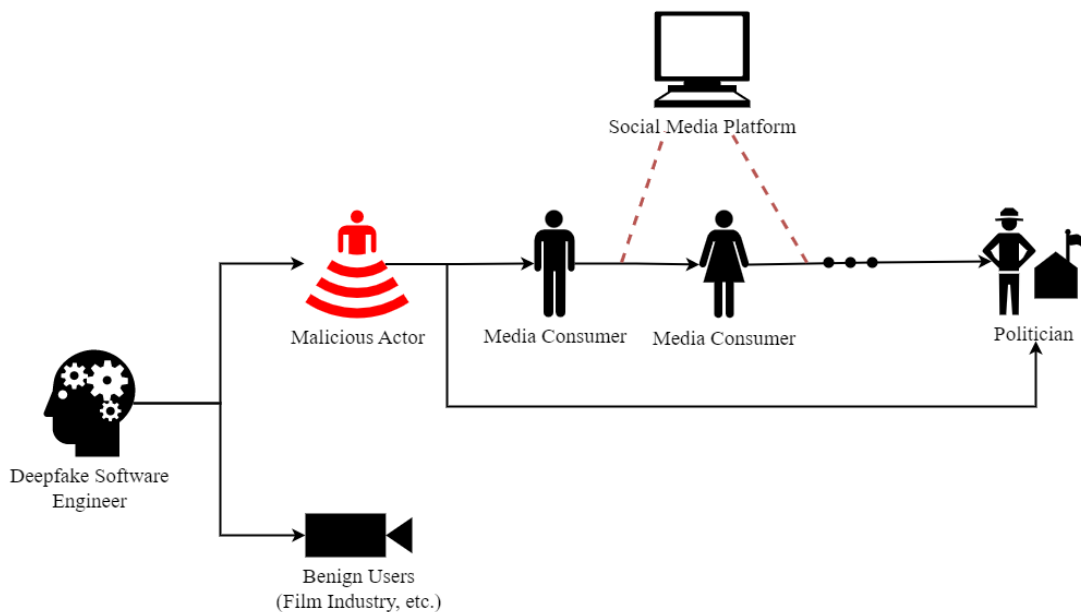 Social Media Platform
Malicious Actor
Media Consumer
Media Consumer
Politician
Deepfake Software
Engineer
Benign Users
(Film Industry, etc.)